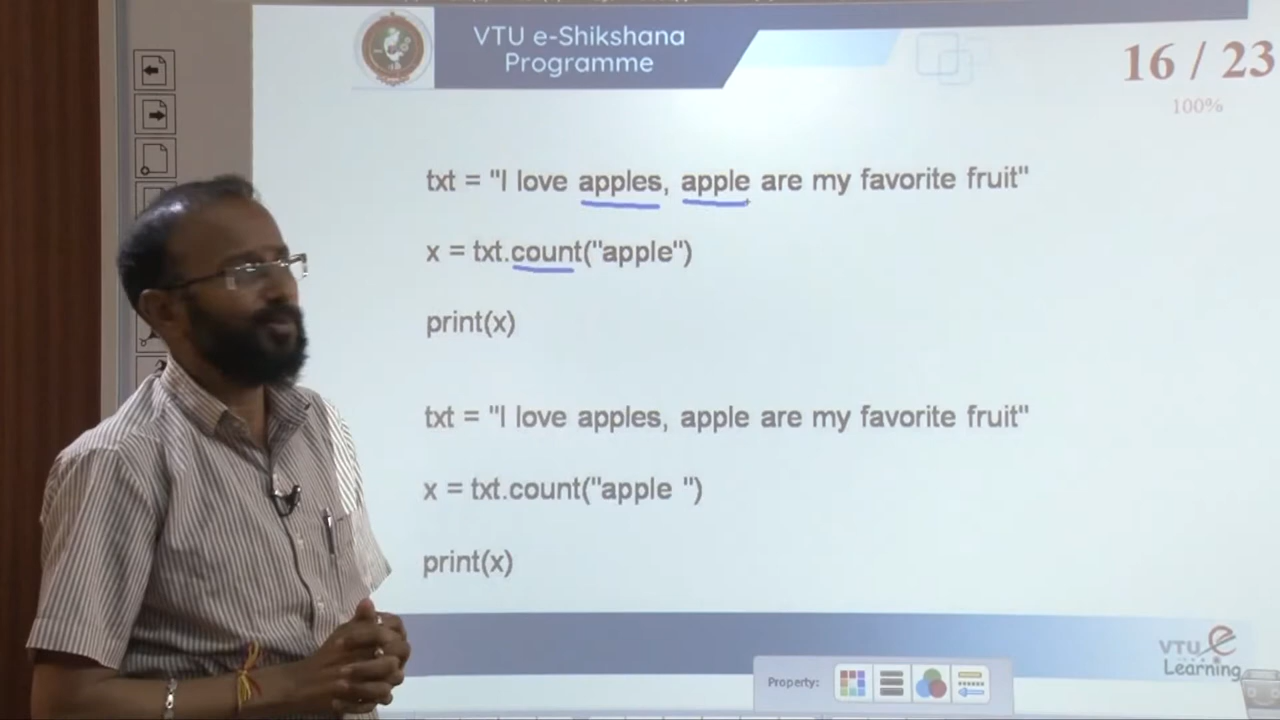 VTU e-Shikshana
Programme
16 / 23
100%
txt = "I love apples, apple are my favorite fruit"
x = txt.count("apple")
print(x)
txt = "I love apples, apple are my favorite fruit"
x = txt.count("apple ")
print(x)
VTU e
Learning
Property: